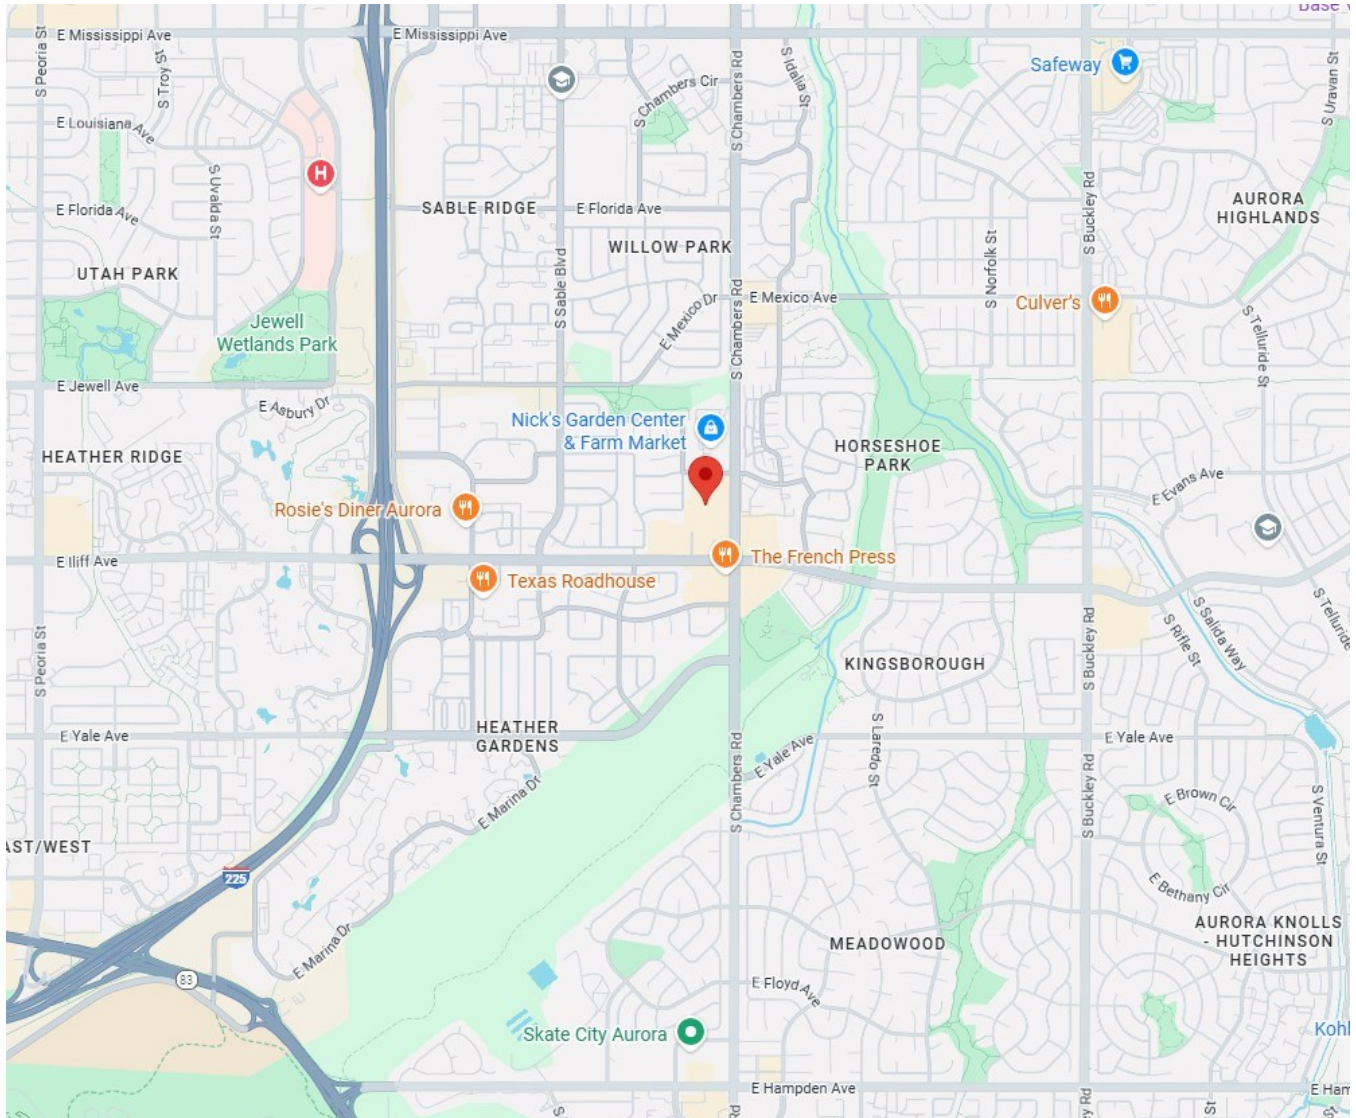 Base
E Mississippi Ave
E Mississippi Ave
S Peoria St
S Troy St
S Chambers Rd
S Idalia St
Safeway
S Uravan St
S Chambers Cir
E Louisiana Ave
S Uvalda St
H
S Buckley Rd
E Florida Ave
SABLE RIDGE
E Florida Ave
AURORA
HIGHLANDS
WILLOW PARK
S Norfolk St
UTAH PARK
S Sable Blvd
E Mexico Dr
S Chambers Rd
E Mexico Ave
Culver's
Jewell
Wetlands Park
S Telluride St
E Jewell Ave
E Asbury Dr
Nick's Garden Center
& Farm Market
HEATHER RIDGE
HORSESHOE
PARK
E Evans Ave
Rosie's Diner Aurora
E Iliff Ave
The French Press
Texas Roadhouse
S Peoria St
S Buckley Rd
S Rifle St
S Salida Way
S Telluride
KINGSBOROUGH
HEATHER
GARDENS
E Yale Ave
S Chambers Rd
E Yale Ave
S Laredo St
E Yale Ave
S Buckley Rd
E Marina Dr
E Brown Cir
S Ventura St
AST/WEST
225
E Bethany Cir
AURORA KNOLLS
- HUTCHINSON
HEIGHTS
MEADOWOOD
E Marina Dr
83
E Floyd Ave
Skate City Aurora
Kohl
E Hampden Ave
E Ham
S
Rd
ey Rd
St